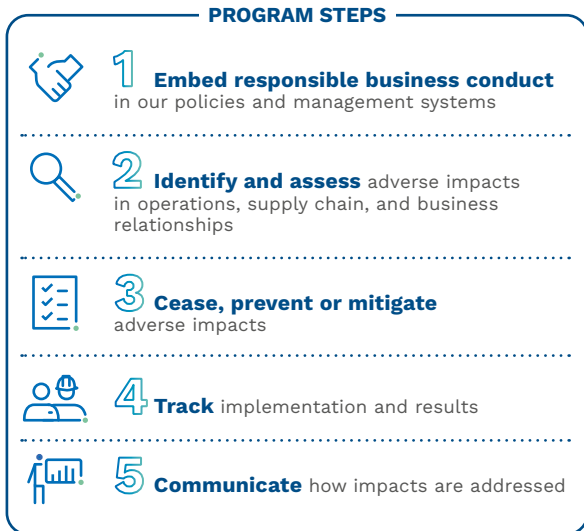 PROGRAM STEPS
1 Embed responsible business conduct
in our policies and management systems
2 Identify and assess adverse impacts
in operations, supply chain, and business
relationships
3 Cease, prevent or mitigate
adverse impacts
4 Track implementation and results
5 Communicate how impacts are addressed